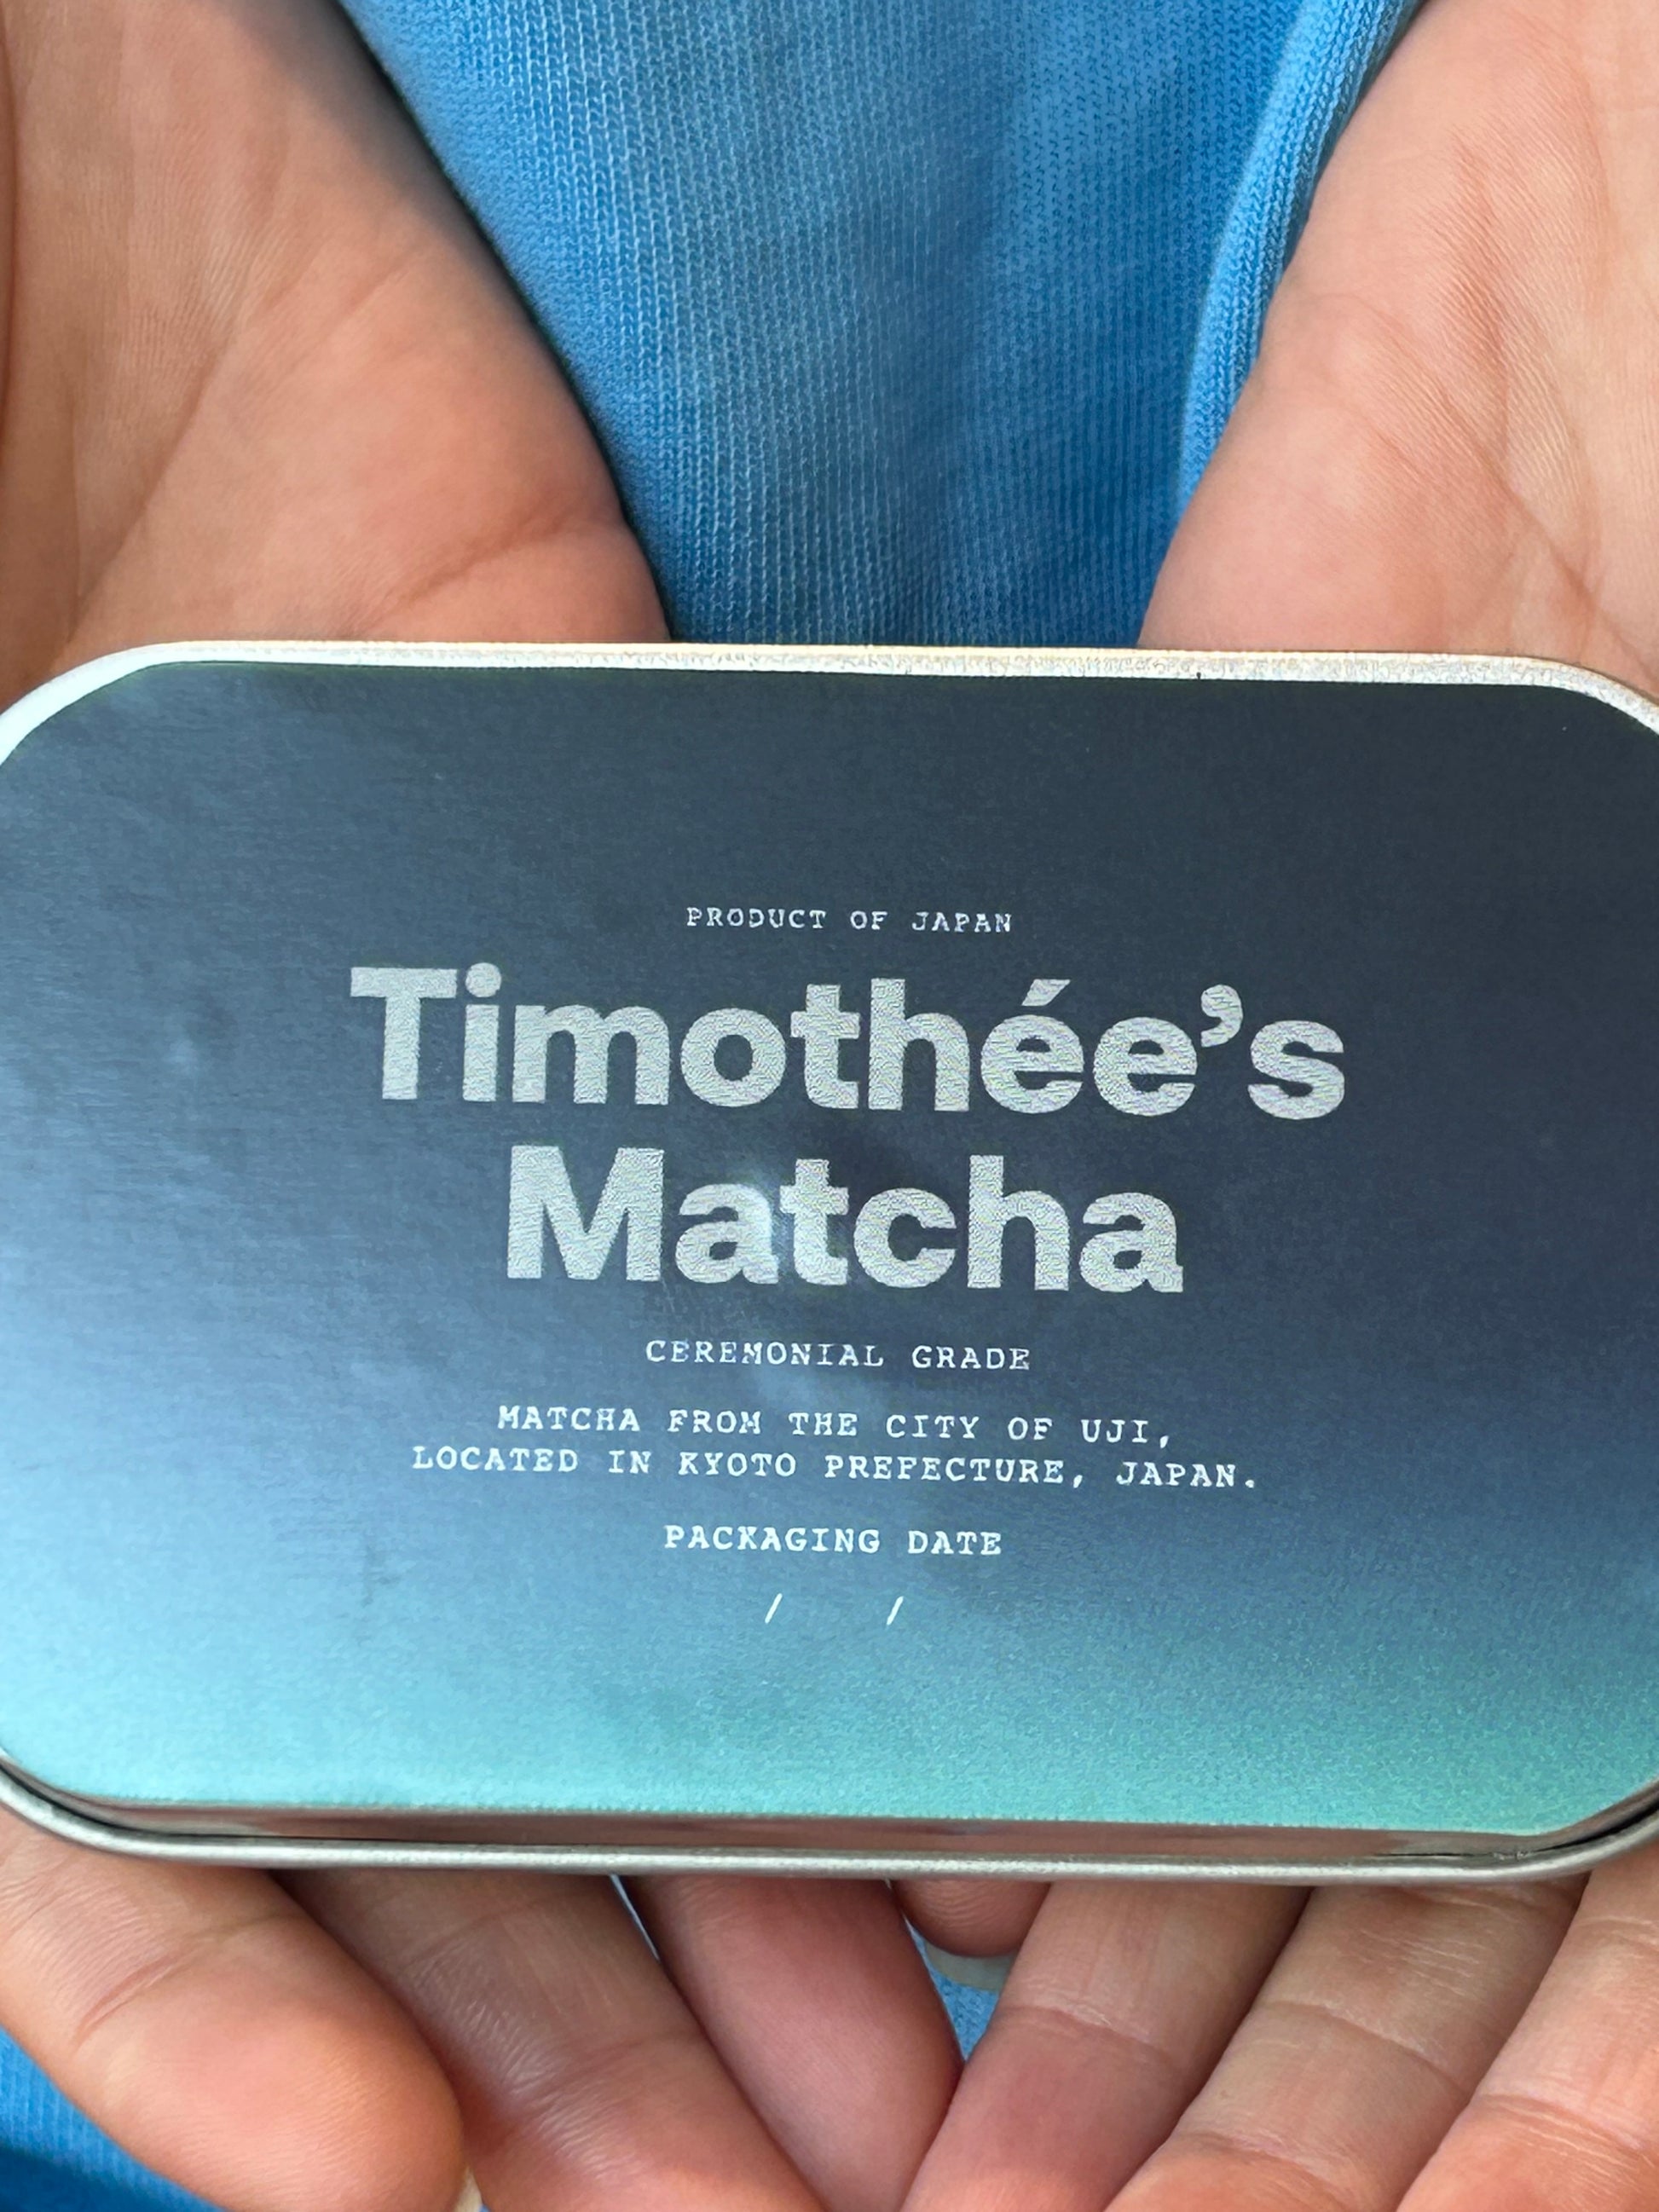 PRODUCT OF JAPAN
Timothée’s
Matcha
CEREMONIAL GRADE
MATCHA FROM THE CITY OF UJI,
LOCATED IN KYOTO PREFECTURE, JAPAN.
PACKAGING DATE
/ /